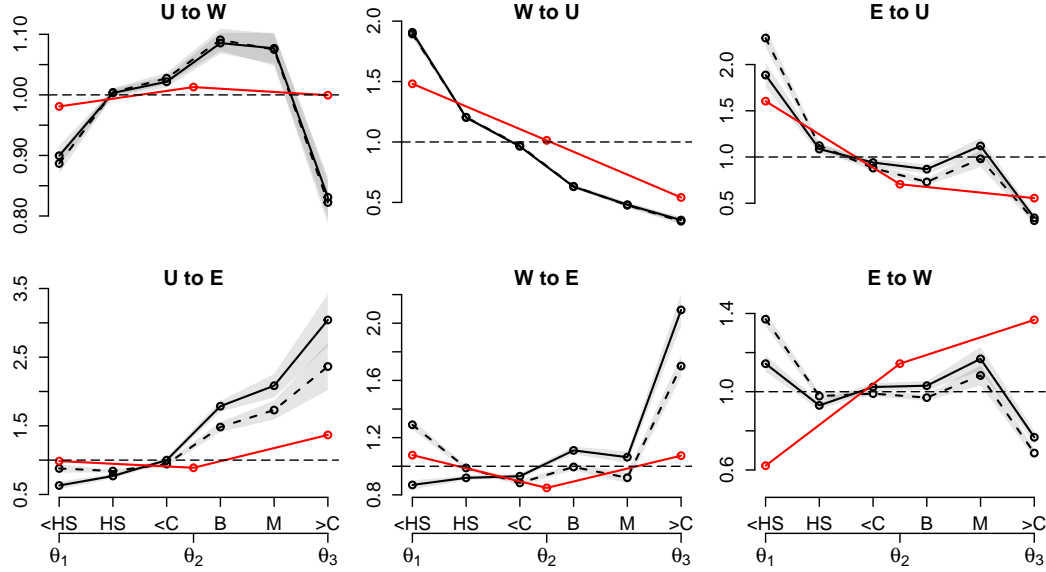 U to W
W to U
E to U
1.10
1.00
0.90
0.80
2.0
1.5
1.0
0.5
2.0
1.5
1.0
0.5
U to E
W to E
E to W
3.5
2.5
1.5
0.5
2.0
1.6
1.2
0.8
1.4
1.0
0.6
<HS HS <C B M >C
<HS HS <C B M >C
<HS HS <C B M >C
θ1 θ2 θ3
θ1 θ2 θ3
θ1 θ2 θ3